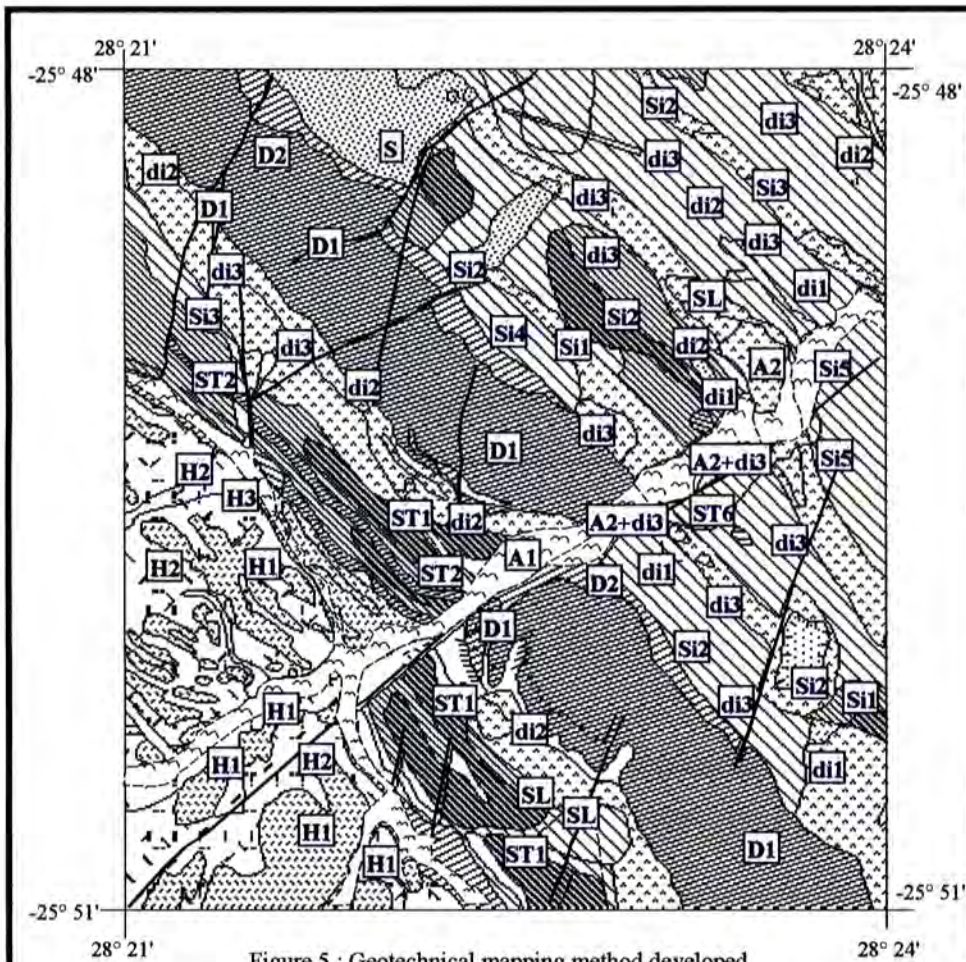 28° 21' 28° 24'
-25° 48' -25° 48'
Si2 di3
D2 S di3 di2
di2
Si3
D1 di3 di2
D1 di3 di3
di3 Si2
SL di1
Si3 Si2
di3 Si4 Si1 di2
A2 Si5
ST2 di2 di1
di3
D1 A2+di3 Si5
H2
H3 ST1 di2 A2+di3 ST6
di3
A1
H2 H1 ST2 di1
D2 di3
D1
Si2
Si2 Si1
ST1 di3
H1 di2
H1 H2 di1
SL
SL
H1 ST1 D1
H1
-25° 51' -25° 51'
28° 21' 28° 24'
Figure 5 : Geotechnical mapping method developed